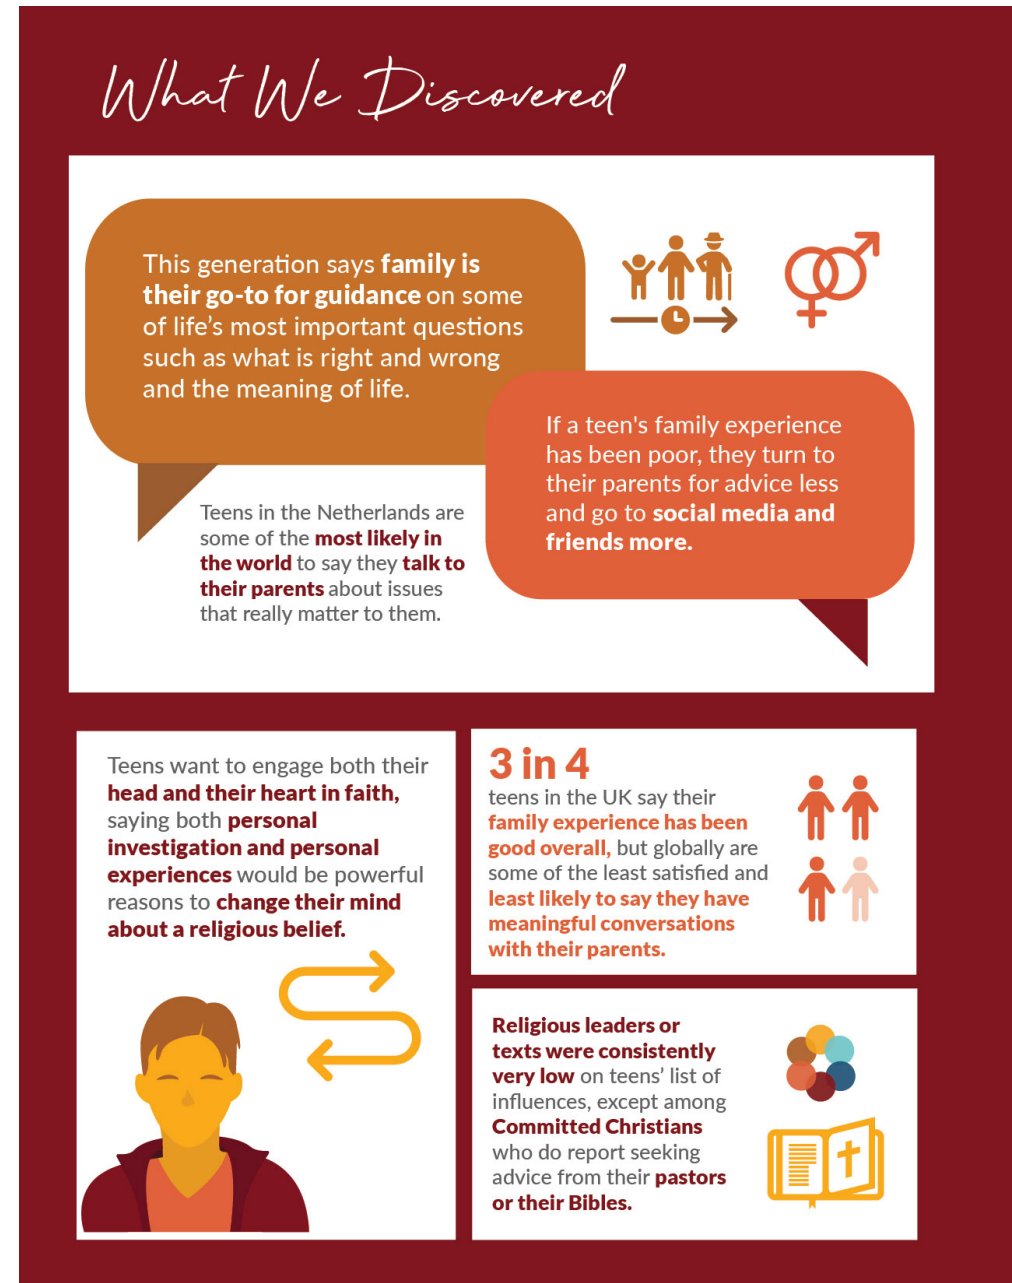 What We Discovered
This generation says family is
their go-to for guidance on some
of life's most important questions
such as what is right and wrong
and the meaning of life.
If a teen's family experience
has been poor, they turn to
their parents for advice less
and go to social media and
friends more.
Teens in the Netherlands are
some of the most likely in
the world to say they talk to
their parents about issues
that really matter to them.
Teens want to engage both their
head and their heart in faith,
saying both personal
investigation and personal
experiences would be powerful
reasons to change their mind
about a religious belief.
3 in 4
teens in the UK say their
family experience has been
good overall, but globally are
some of the least satisfied and
least likely to say they have
meaningful conversations
with their parents.
Religious leaders or
texts were consistently
very low on teens' list of
influences, except among
Committed Christians
who do report seeking
advice from their pastors
or their Bibles.